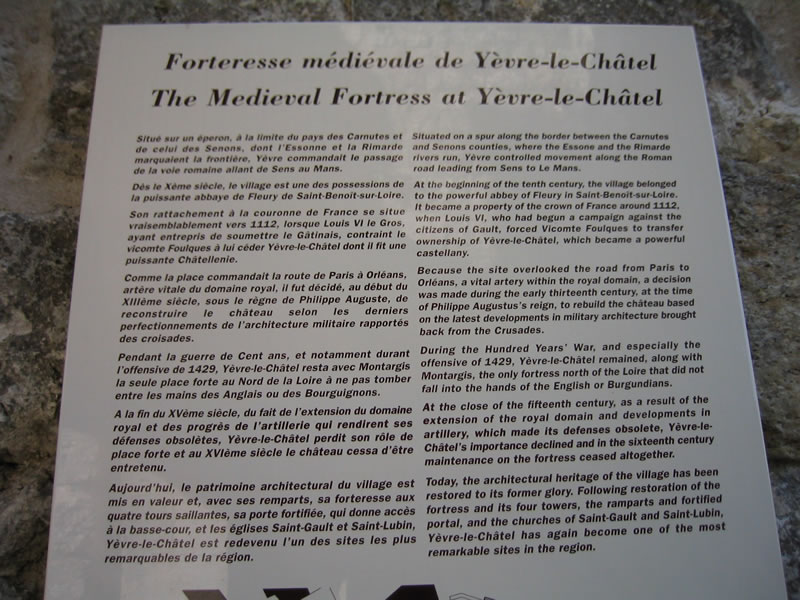 Forteresse médiévale de Yèvre-le-Châtel
The Medieval Fortress at Yèvre-le-Châtel
Situé sur un éperon, à la limite du pays des Carnutes et
de celui des Senons, dont l'Essonne et la Rimarde
marquaient la frontière, Yèvre commandait le passage
de la voie romaine allant de Sens au Mans.
Dès le Xème siècle, le village est une des possessions de
la puissante abbaye de Fleury de Saint-Benoît-sur-Loire.
Son rattachement à la couronne de France se situe
vraisemblablement vers 1112, lorsque Louis VI le Gros,
ayant entrepris de soumettre le Gâtinais, contraint le
vicomte Foulques à lui céder Yèvre-le-Châtel dont il fit une
puissante Châtellenie.
Comme la place commandait la route de Paris à Orléans,
artère vitale du domaine royal, il fut décidé, au début du
XIIIème siècle, sous le règne de Philippe Auguste, de
reconstruire le château selon les derniers
perfectionnements de l'architecture militaire rapportés
des croisades.
Pendant la guerre de Cent ans, et notamment durant
l'offensive de 1429, Yèvre-le-Châtel resta avec Montargis
la seule place forte au Nord de la Loire à ne pas tomber
entre les mains des Anglais ou des Bourguignons.
A la fin du XVème siècle, du fait de l'extension du domaine
royal et des progrès de l'artillerie qui rendirent ses
défenses obsolètes, Yèvre-le-Châtel perdit son rôle de
place forte et au XVIème siècle le château cessa d'être
entretenu.
Aujourd'hui, le patrimoine architectural du village est
mis en valeur et, avec ses remparts, sa forteresse aux
quatre tours saillantes, sa porte fortifiée, qui donne accès
à la basse-cour, et les églises Saint-Gault et Saint-Lubin,
Yèvre-le-Châtel est redevenu l'un des sites les plus
remarquables de la région.
Situated on a spur along the border between the Carnutes
and Senons counties, where the Essone and the Rimarde
rivers run, Yèvre controlled movement along the Roman
road leading from Sens to Le Mans.
At the beginning of the tenth century, the village belonged
to the powerful abbey of Fleury in Saint-Benoît-sur-Loire.
It became a property of the crown of France around 1112,
when Louis VI, who had begun a campaign against the
citizens of Gault, forced Vicomte Foulques to transfer
ownership of Yèvre-le-Châtel, which became a powerful
castellany.
Because the site overlooked the road from Paris to
Orléans, a vital artery within the royal domain, a decision
was made during the early thirteenth century, at the time
of Philippe Augustus's reign, to rebuild the château based
on the latest developments in military architecture brought
back from the Crusades.
During the Hundred Years' War, and especially the
offensive of 1429, Yèvre-le-Châtel remained, along with
Montargis, the only fortress north of the Loire that did not
fall into the hands of the English or Burgundians.
At the close of the fifteenth century, as a result of the
extension of the royal domain and developments in
artillery, which made its defenses obsolete, Yèvre-le-
Châtel's importance declined and in the sixteenth century
maintenance on the fortress ceased altogether.
Today, the architectural heritage of the village has been
restored to its former glory. Following restoration of the
fortress and its four towers, the ramparts and fortified
portal, and the churches of Saint-Gault and Saint-Lubin,
Yèvre-le-Châtel has again become one of the most
remarkable sites in the region.